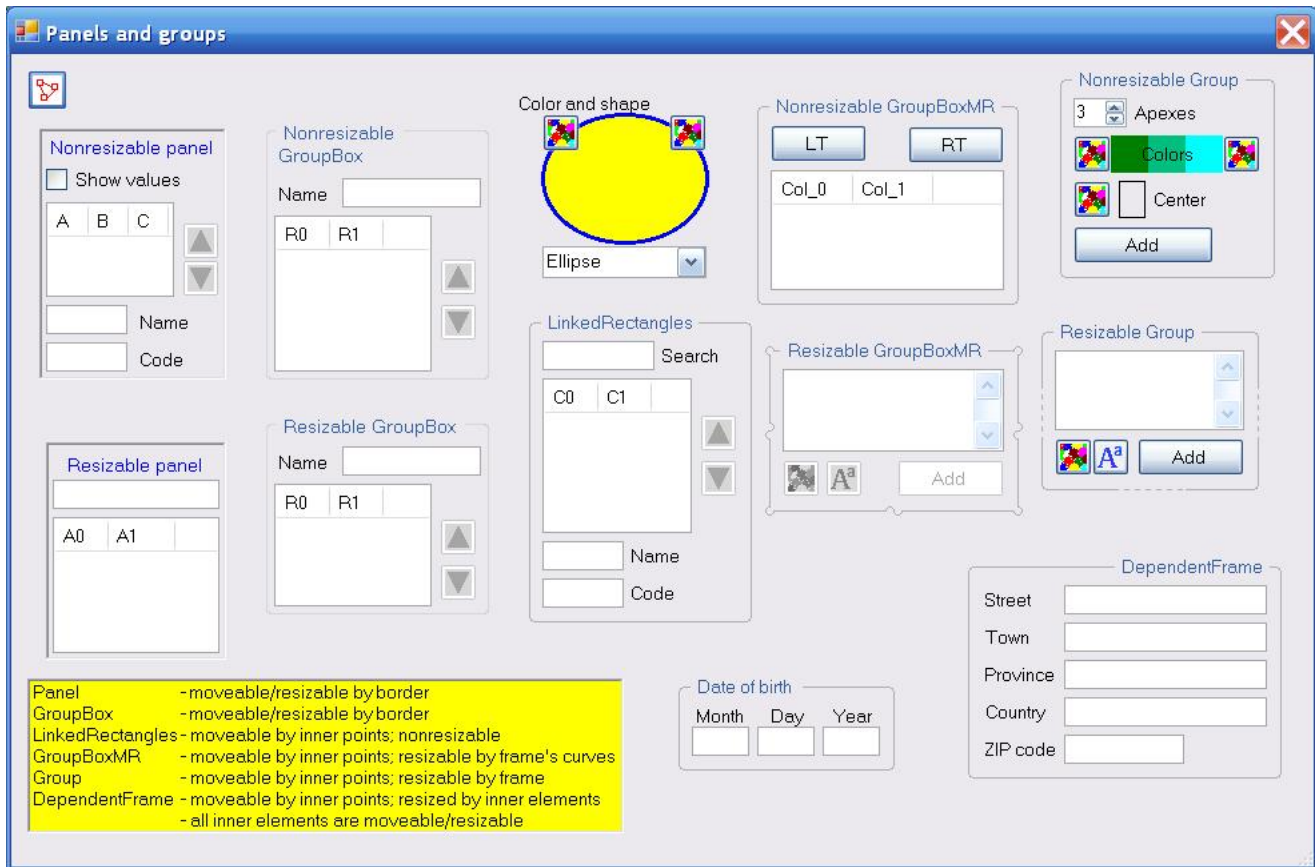 Panels and groups
Nonresizable panel
Show values
A B C
Name
Code
Nonresizable
GroupBox
Name
R0 R1
Color and shape
Ellipse
Nonresizable GroupBoxMR
LT RT
Col_0 Col_1
Nonresizable Group
3 Apexes
Colors
Center
Add
Resizable panel
A0 A1
Resizable GroupBox
Name
R0 R1
LinkedRectangles
Search
C0 C1
Name
Code
Resizable GroupBoxMR
Aª Add
Resizable Group
Aª Add
Panel - moveable/resizable by border
GroupBox - moveable/resizable by border
LinkedRectangles - moveable by inner points; nonresizable
GroupBoxMR - moveable by inner points; resizable by frame's curves
Group - moveable by inner points; resizable by frame
DependentFrame - moveable by inner points; resized by inner elements
- all inner elements are moveable/resizable
Date of birth
Month Day Year
DependentFrame
Street
Town
Province
Country
ZIP code